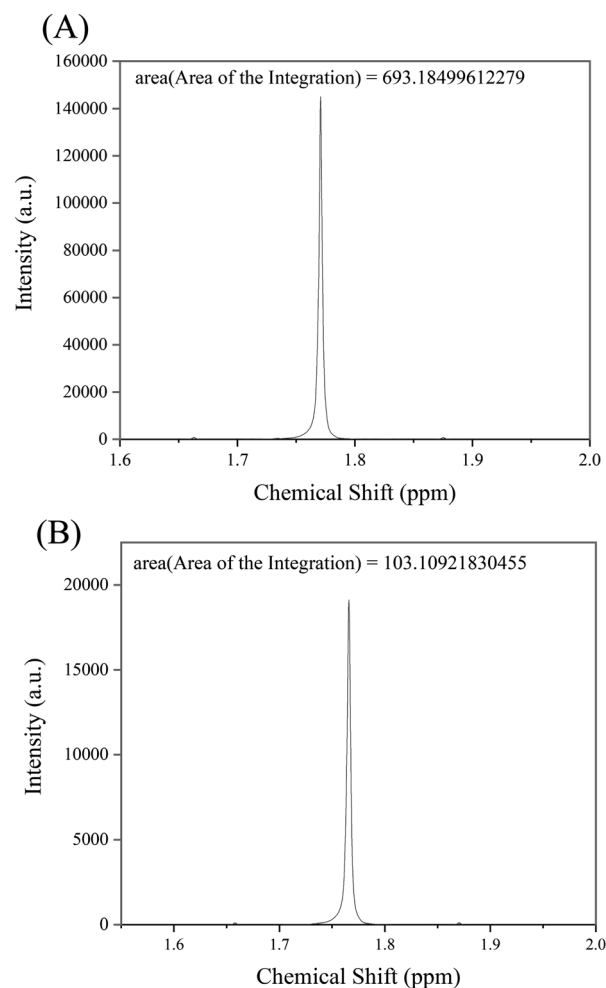 (A)
area(Area of the Integration) = 693.18499612279
160000
140000
120000
100000
80000
60000
40000
20000
0
Intensity (a.u.)
1.6 1.7 1.8 1.9 2.0
Chemical Shift (ppm)
(B)
area(Area of the Integration) = 103.10921830455
20000
15000
10000
5000
0
Intensity (a.u.)
1.6 1.7 1.8 1.9 2.0
Chemical Shift (ppm)